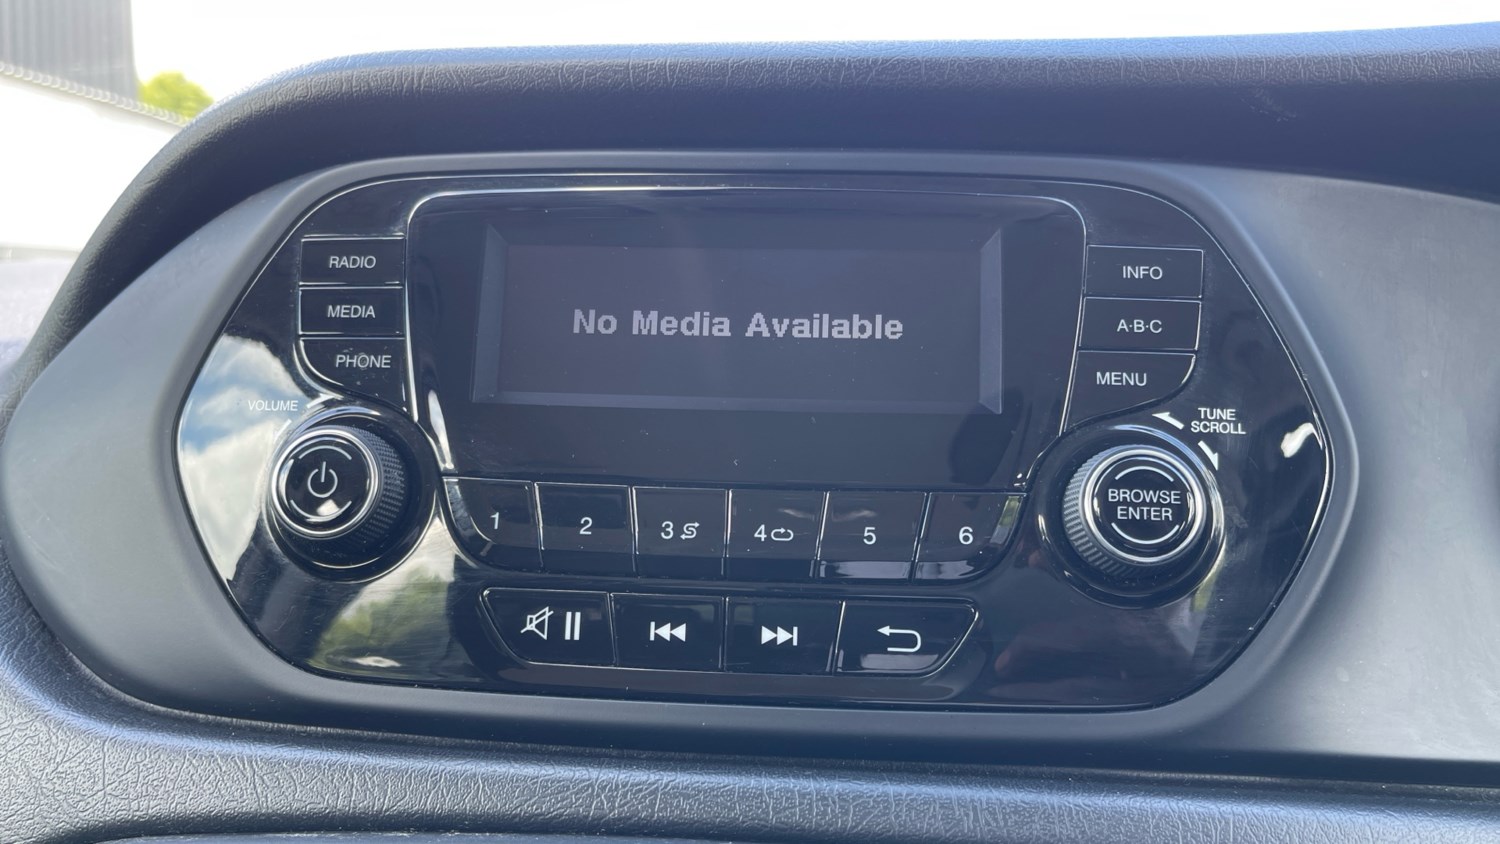 RADIO
MEDIA
PHONE
VOLUME
No Media Available
INFO
A·B·C
MENU
TUNE
SCROLL
BROWSE
ENTER
1
2
3
4
5
6